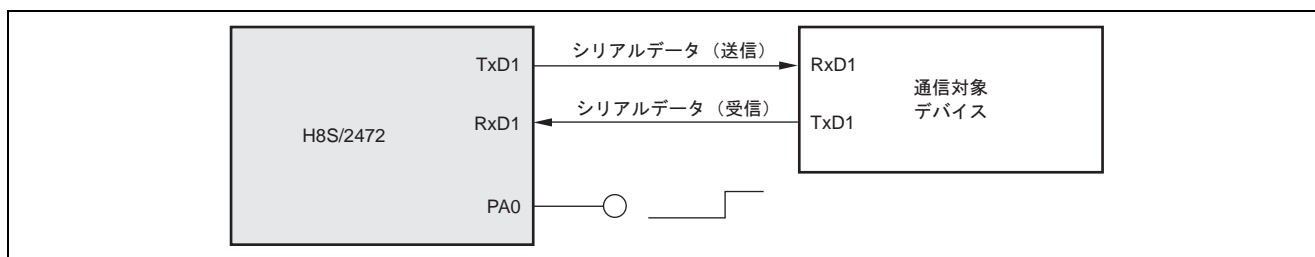 TxD1
シリアルデータ（送信）
RxD1
通信対象
デバイス
シリアルデータ（受信）
RxD1
TxD1
H8S/2472
PA0